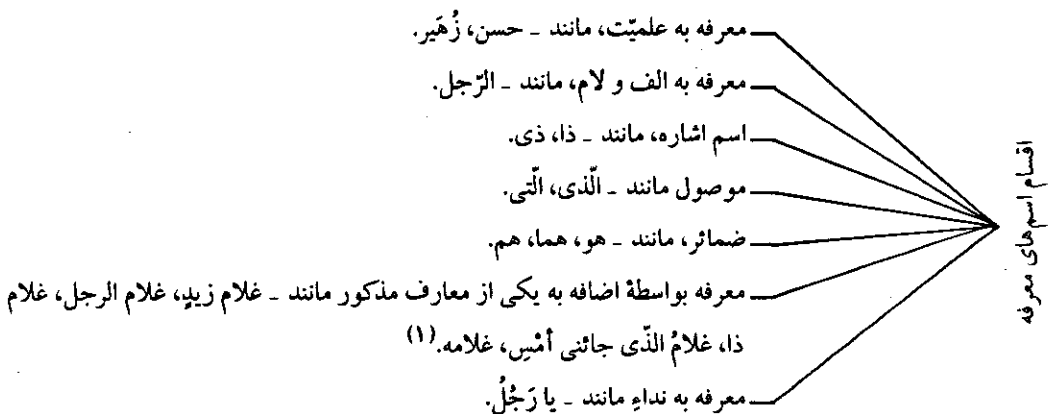 اقسام اسم‌های معرفه
معرفه به علمیّت، مانند ـ حسن، زُهَیر.
معرفه به الف و لام، مانند ـ الرّجل.
اسم اشاره، مانند ـ ذا، ذی.
موصول مانند ـ الّذی، الّتی.
ضمائر، مانند ـ هو، هما، هم.
معرفه بواسطهٔ اضافه به یکی از معارف مذکور مانند ـ غلام زیدٍ، غلام الرجل، غلام
ذا، غلامُ الذّی جائنی أمْسِ، غلامه.(۱)
معرفه به نداءِ مانند ـ یا رَجُلُ.